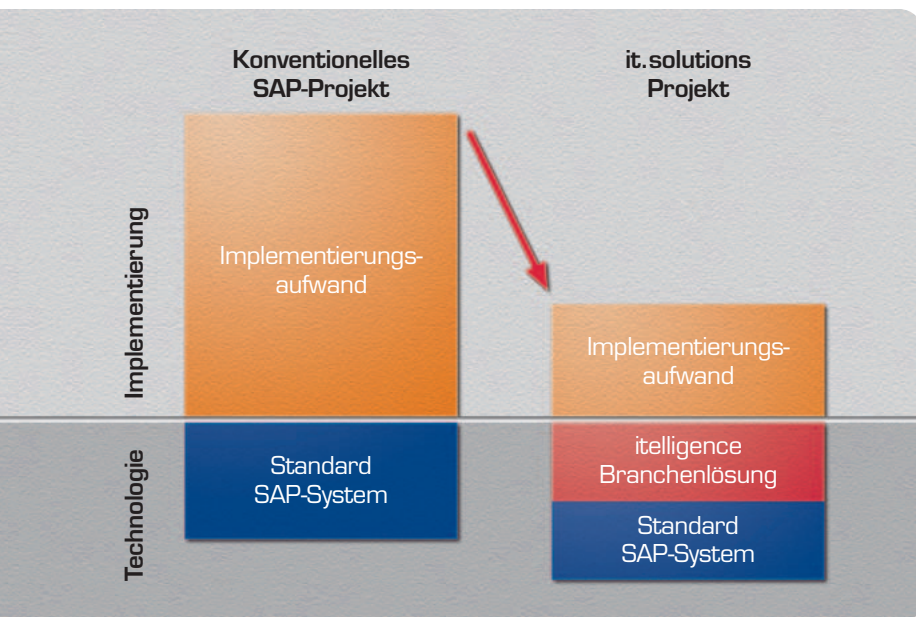 Konventionelles
SAP-Projekt
it.solutions
Projekt
Implementierung
Implementierungs-
aufwand
Implementierungs-
aufwand
Technologie
Standard
SAP-System
itelligence
Branchenlösung
Standard
SAP-System